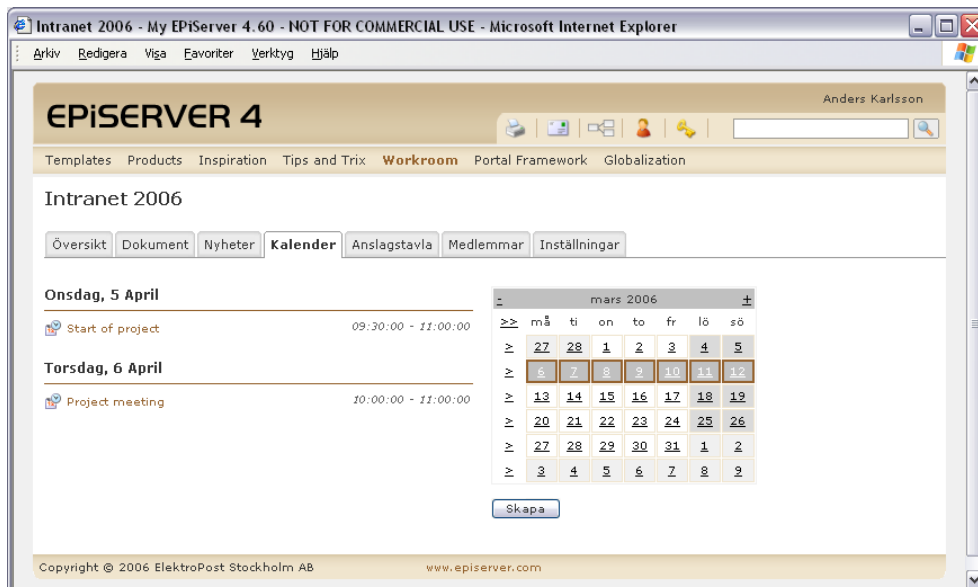 Intranet 2006 - My EPiServer 4.60 - NOT FOR COMMERCIAL USE - Microsoft Internet Explorer
Arkiv Redigera Visa Favoriter Verktyg Hjälp
Anders Karlsson
EPiSERVER 4
Templates Products Inspiration Tips and Trix Workroom Portal Framework Globalization
Intranet 2006
Översikt Dokument Nyheter Kalender Anslagstavla Medlemmar Inställningar
Onsdag, 5 April
Start of project 09:30:00 - 11:00:00
Torsdag, 6 April
Project meeting 10:00:00 - 11:00:00
- mars 2006 +
>> må ti on to fr lö sö
> 27 28 1 2 3 4 5
> 6 7 8 9 10 11 12
> 13 14 15 16 17 18 19
> 20 21 22 23 24 25 26
> 27 28 29 30 31 1 2
> 3 4 5 6 7 8 9
Skapa
Copyright © 2006 ElektroPost Stockholm AB www.episerver.com